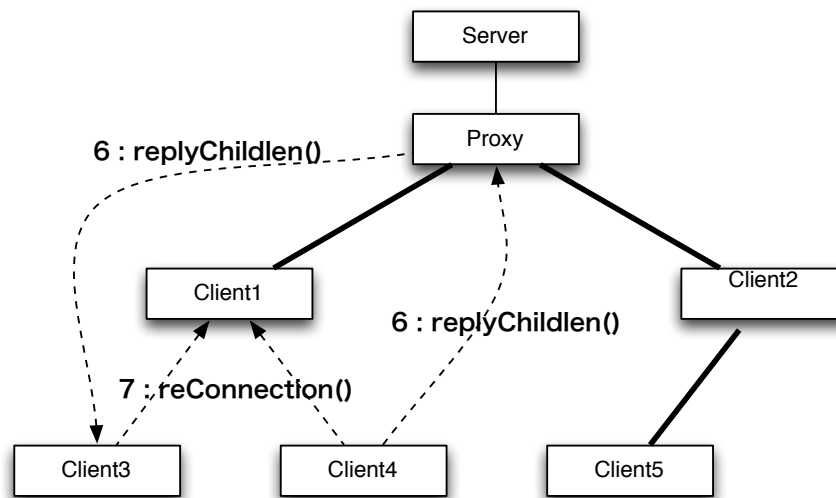 Server
Proxy
6 : replyChildlen()
Client1
Client2
6 : replyChildlen()
7 : reConnection()
Client3
Client4
Client5